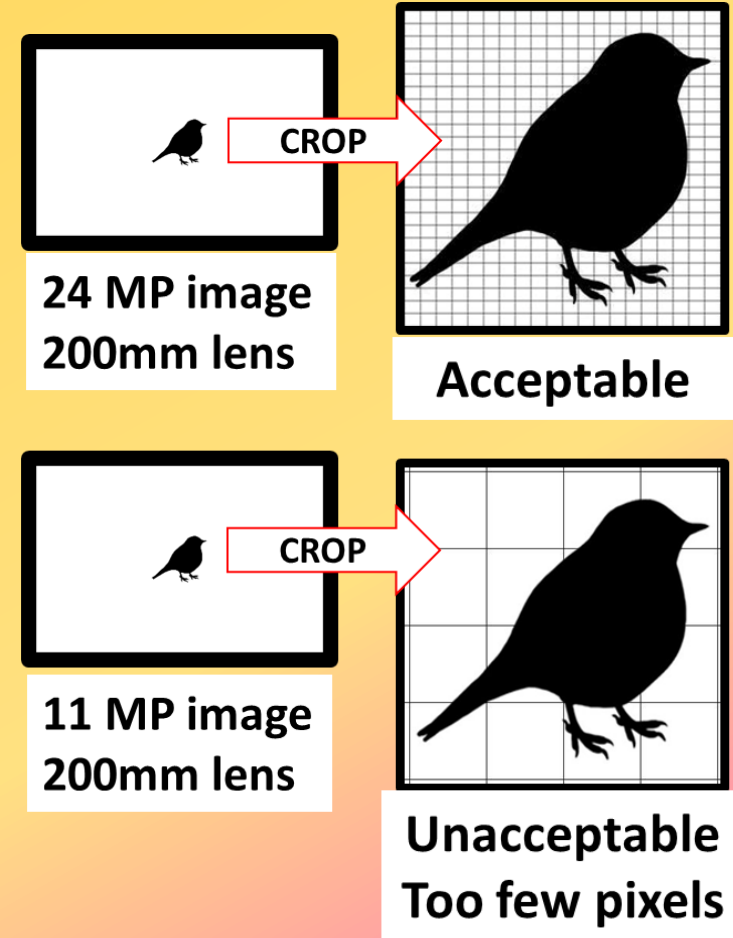 CROP
24 MP image
200mm lens
Acceptable
CROP
11 MP image
200mm lens
Unacceptable
Too few pixels